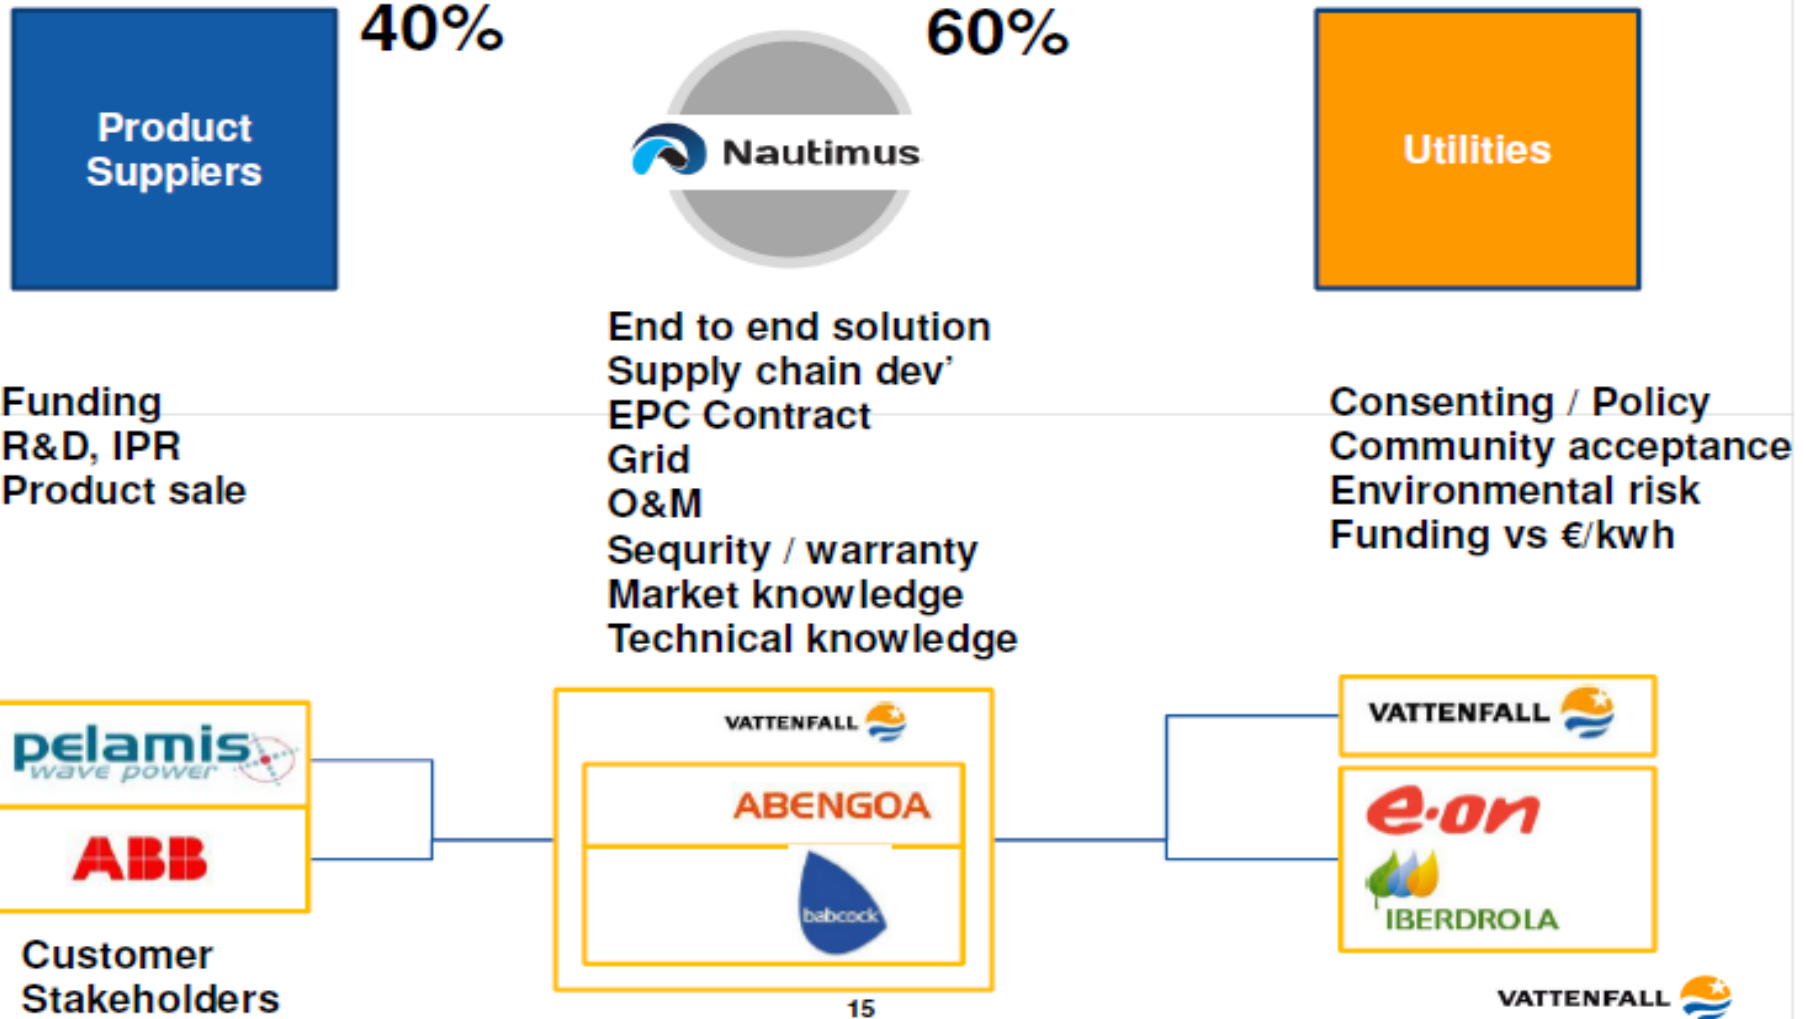 40%
60%
Product
Suppiers
Nautimus
Utilities
Funding
R&D, IPR
Product sale
End to end solution
Supply chain dev’
EPC Contract
Grid
O&M
Sequrity / warranty
Market knowledge
Technical knowledge
Consenting / Policy
Community acceptance
Environmental risk
Funding vs €/kwh
pelamis
wave power
ABB
Customer
Stakeholders
VATTENFALL
ABENGOA
babcock
VATTENFALL
e·on
IBERDROLA
15
VATTENFALL